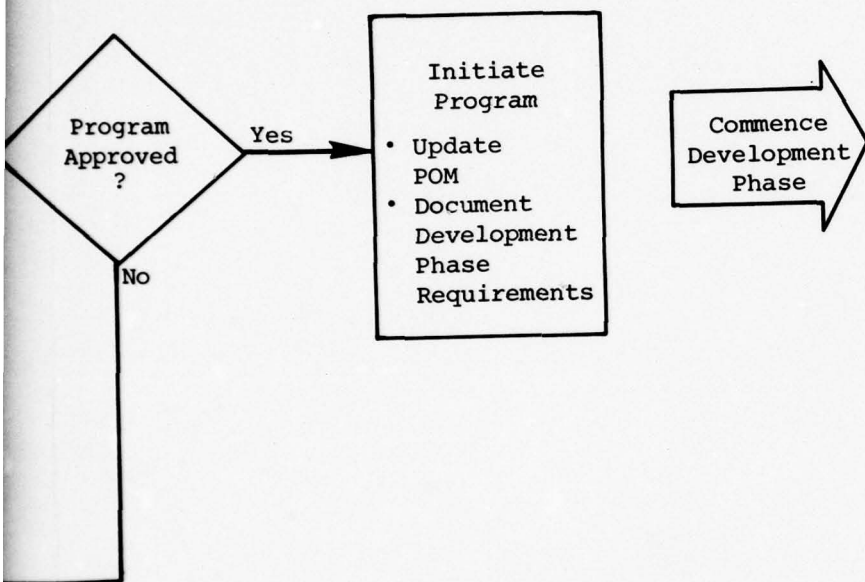 Program
Approved
?
Yes
No
Initiate
Program
• Update
POM
• Document
Development
Phase
Requirements
Commence
Development
Phase